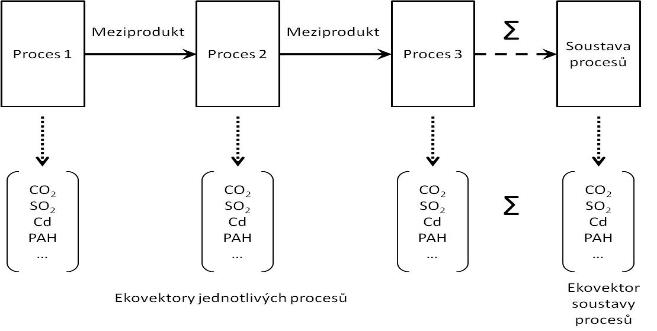 Meziprodukt
Meziprodukt
Σ
Proces 1
Proces 2
Proces 3
Soustava
procesů
CO₂
SO₂
Cd
PAH
...
CO₂
SO₂
Cd
PAH
...
CO₂
SO₂
Cd
PAH
...
Σ
CO₂
SO₂
Cd
PAH
...
Ekovektory jednotlivých procesů
Ekovektor
soustavy
procesů